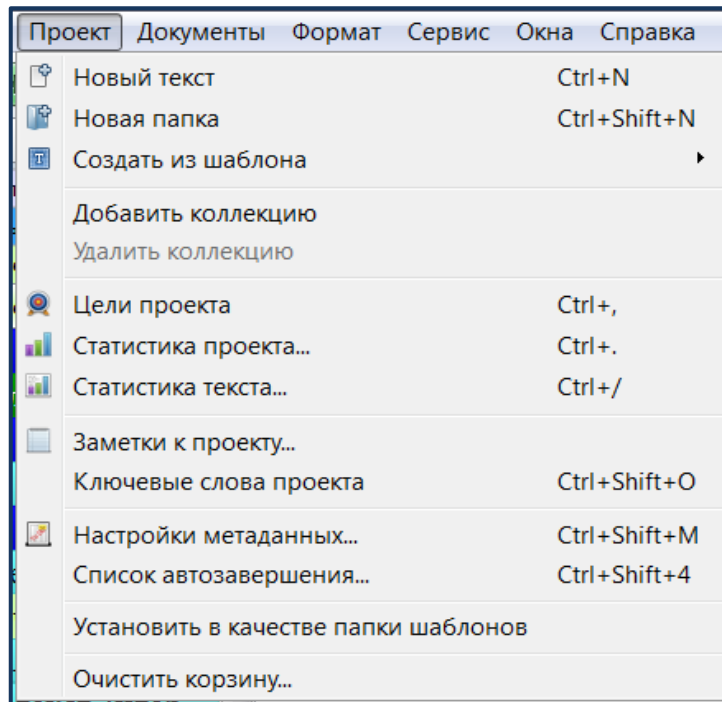 Проект Документы Формат Сервис Окна Справка
Новый текст Ctrl+N
Новая папка Ctrl+Shift+N
Создать из шаблона
Добавить коллекцию
Удалить коллекцию
Цели проекта Ctrl+,
Статистика проекта... Ctrl+.
Статистика текста... Ctrl+/
Заметки к проекту...
Ключевые слова проекта Ctrl+Shift+O
Настройки метаданных... Ctrl+Shift+M
Список автозавершения... Ctrl+Shift+4
Установить в качестве папки шаблонов
Очистить корзину...